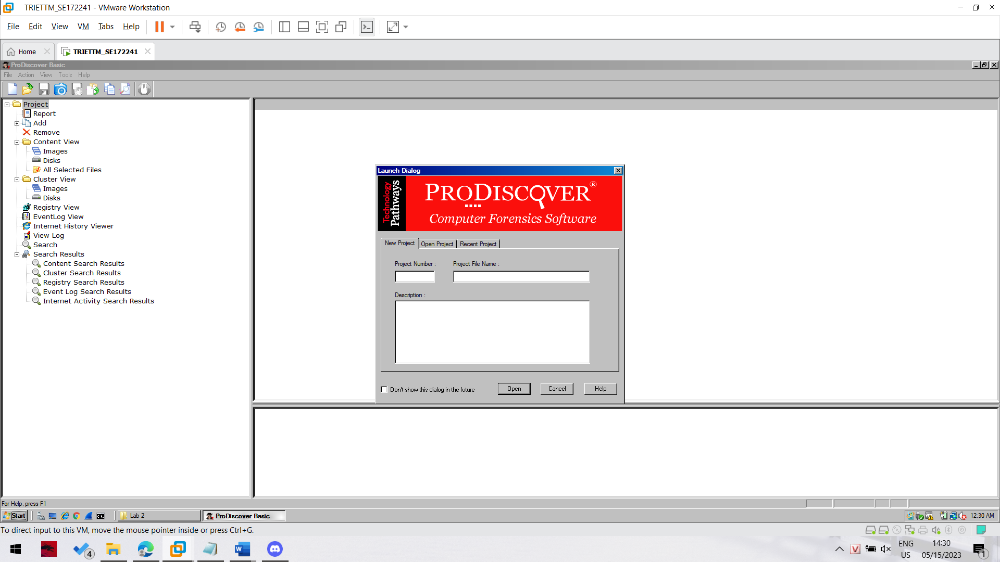 TRIETTM_SE172241 - VMware Workstation
File Edit View VM Tabs Help
Home TRIETTM_SE172241
ProDiscover Basic
File Action View Tools Help
Project
Report
Add
Remove
Content View
Images
Disks
All Selected Files
Cluster View
Images
Disks
Registry View
EventLog View
Internet History Viewer
View Log
Search
Search Results
Content Search Results
Cluster Search Results
Registry Search Results
Event Log Search Results
Internet Activity Search Results
Launch Dialog
Technology
Pathways
PRODISCOVER®
Computer Forensics Software
New Project Open Project Recent Project
Project Number : Project File Name :
Description :
Don't show this dialog in the future Open Cancel Help
For Help, press F1
Start Lab 2 ProDiscover Basic 12:30 AM
To direct input to this VM, move the mouse pointer inside or press Ctrl+G.
4 ENG 14:30
US 05/15/2023 1